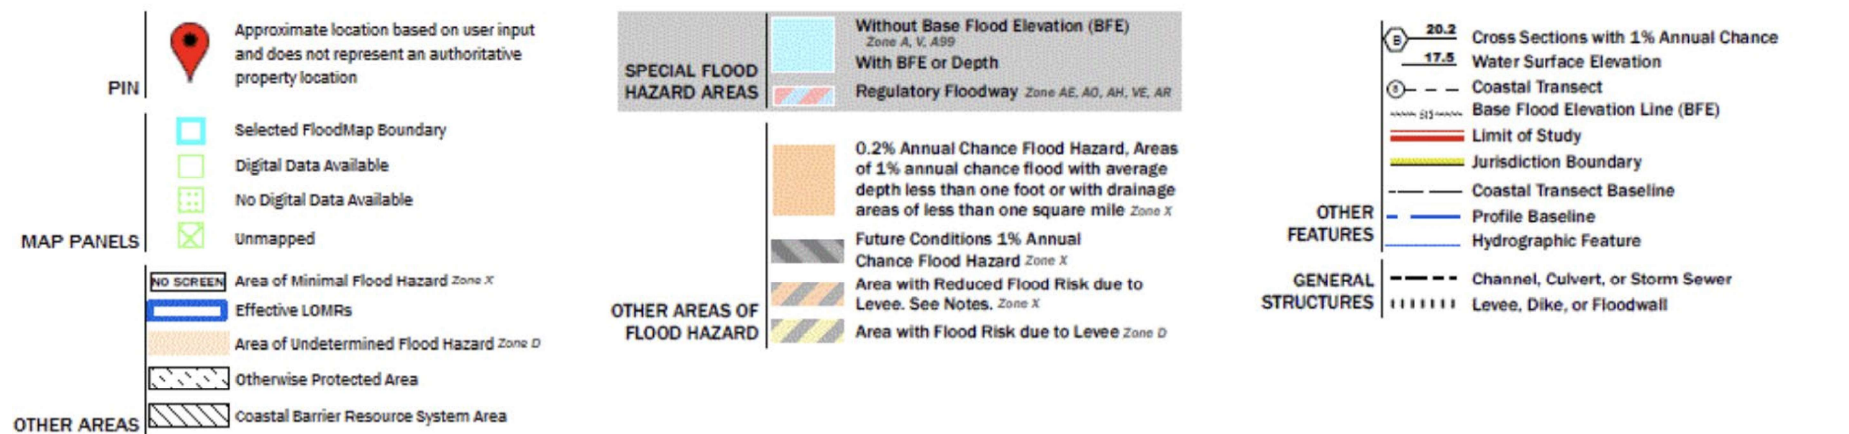 PIN
Approximate location based on user input
and does not represent an authoritative
property location
MAP PANELS
Selected FloodMap Boundary
Digital Data Available
No Digital Data Available
Unmapped
OTHER AREAS
NO SCREEN Area of Minimal Flood Hazard Zone X
Effective LOMRs
Area of Undetermined Flood Hazard Zone D
Otherwise Protected Area
Coastal Barrier Resource System Area
SPECIAL FLOOD
HAZARD AREAS
Without Base Flood Elevation (BFE)
Zone A, V, A99
With BFE or Depth
Regulatory Floodway Zone AE, AO, AH, VE, AR
OTHER AREAS OF
FLOOD HAZARD
0.2% Annual Chance Flood Hazard, Areas
of 1% annual chance flood with average
depth less than one foot or with drainage
areas of less than one square mile Zone X
Future Conditions 1% Annual
Chance Flood Hazard Zone X
Area with Reduced Flood Risk due to
Levee. See Notes. Zone X
Area with Flood Risk due to Levee Zone D
OTHER
FEATURES
B 20.2 Cross Sections with 1% Annual Chance
17.5 Water Surface Elevation
8 Coastal Transect
513 Base Flood Elevation Line (BFE)
Limit of Study
Jurisdiction Boundary
Coastal Transect Baseline
Profile Baseline
Hydrographic Feature
GENERAL
STRUCTURES
Channel, Culvert, or Storm Sewer
Levee, Dike, or Floodwall